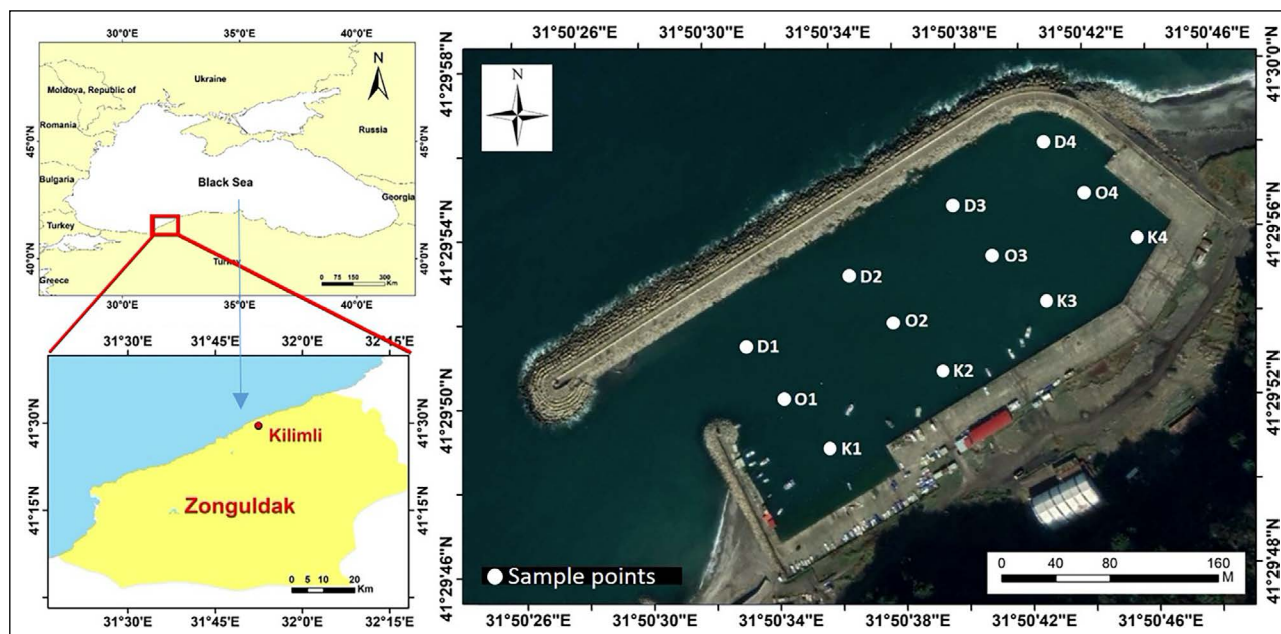 30°0'E 35°0'E 40°0'E
N
Ukraine
Moldova, Republic of
Romania
Russia
45°0'N
45°0'N
Bulgaria
Black Sea
Georgia
Turkey
Turkey
Greece
40°0'N
40°0'N
0 75 150 300
Km
30°0'E 35°0'E 40°0'E
31°30'E 31°45'E 32°0'E 32°15'E
41°30'N
41°30'N
Kilimli
Zonguldak
41°15'N
41°15'N
0 5 10 20
Km
31°30'E 31°45'E 32°0'E 32°15'E
31°50'26"E 31°50'30"E 31°50'34"E 31°50'38"E 31°50'42"E 31°50'46"E
N
41°29'58"N
41°29'54"N
41°29'50"N
41°29'46"N
41°30'0"N
41°29'56"N
41°29'52"N
41°29'48"N
D4
O4
D3
K4
O3
D2
K3
O2
D1
K2
O1
K1
Sample points
0 40 80 160
M
31°50'26"E 31°50'30"E 31°50'34"E 31°50'38"E 31°50'42"E 31°50'46"E